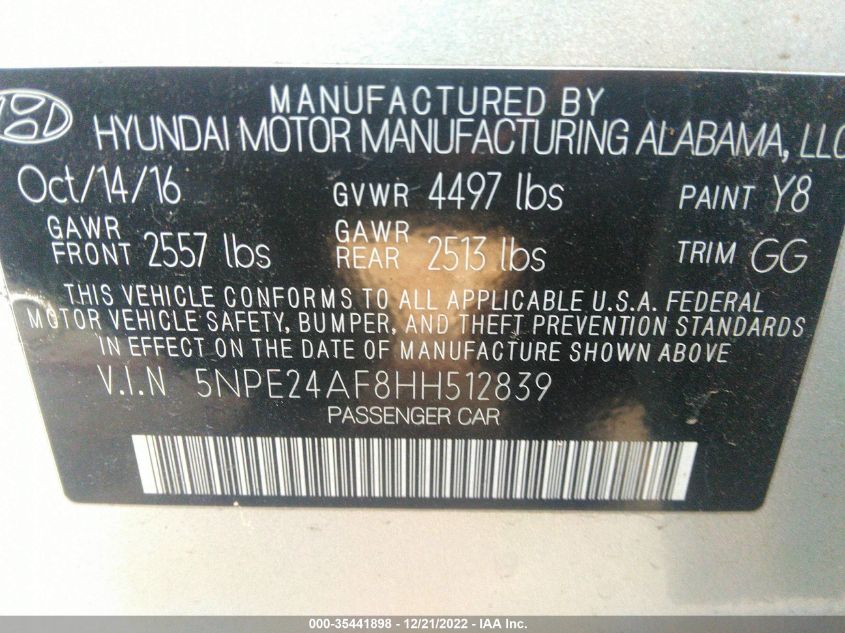 MANUFACTURED BY
HYUNDAI MOTOR MANUFACTURING ALABAMA, LLC
Oct/14/16 GVWR 4497 lbs PAINT Y8
GAWR FRONT 2557 lbs GAWR REAR 2513 lbs TRIM GG
THIS VEHICLE CONFORMS TO ALL APPLICABLE U.S.A. FEDERAL
MOTOR VEHICLE SAFETY, BUMPER, AND THEFT PREVENTION STANDARDS
IN EFFECT ON THE DATE OF MANUFACTURE SHOWN ABOVE
V.I.N 5NPE24AF8HH512839
PASSENGER CAR
000-35441898 - 12/21/2022 - IAA Inc.